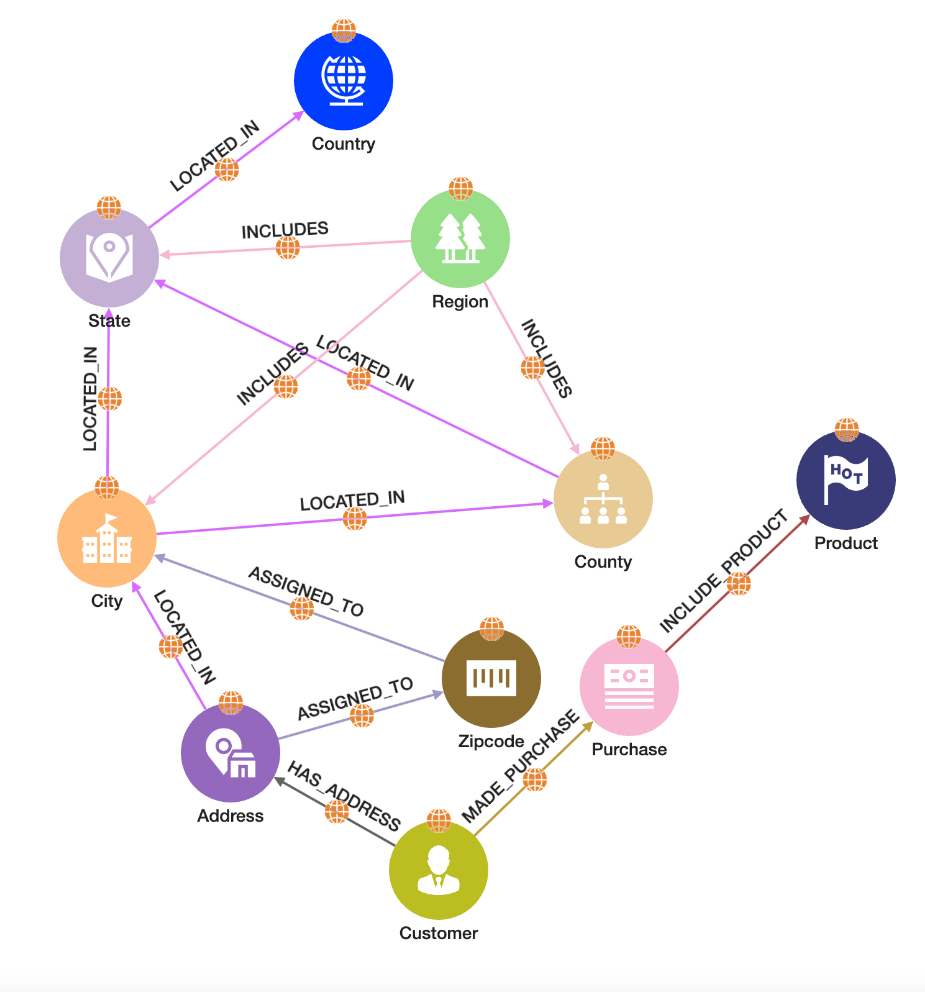 Country
LOCATED_IN
INCLUDES
Region
State
LOCATED_IN
INCLUDES
LOCATED_IN
INCLUDES
HOT
LOCATED_IN
Product
County
City
ASSIGNED_TO
INCLUDE_PRODUCT
LOCATED_IN
ASSIGNED_TO
Zipcode
MADE_PURCHASE
Purchase
Address
HAS_ADDRESS
Customer